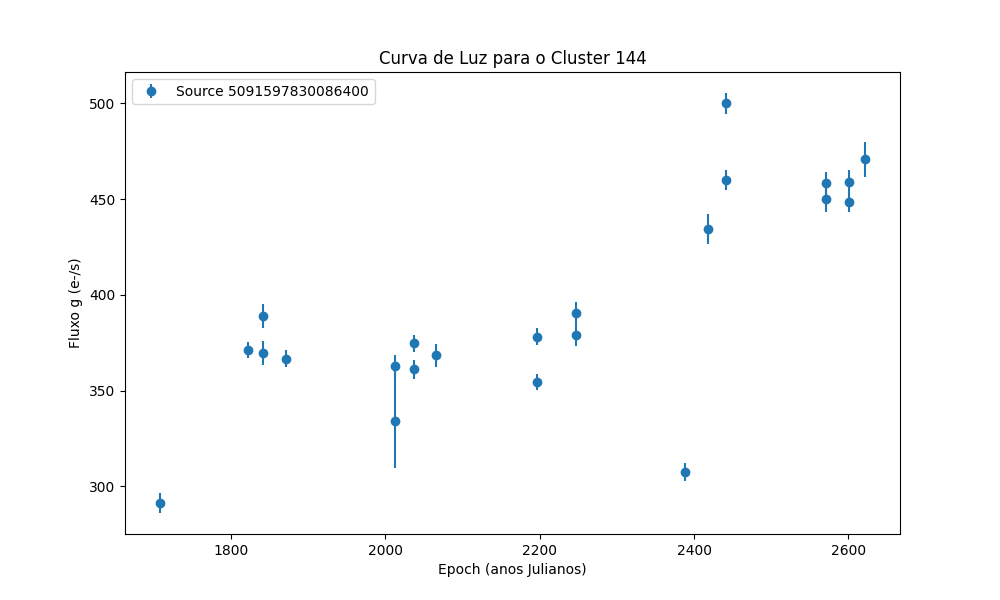 Curva de Luz para o Cluster 144
Source 5091597830086400
500
450
400
350
300
Fluxo g (e-/s)
1800 2000 2200 2400 2600
Epoch (anos Julianos)